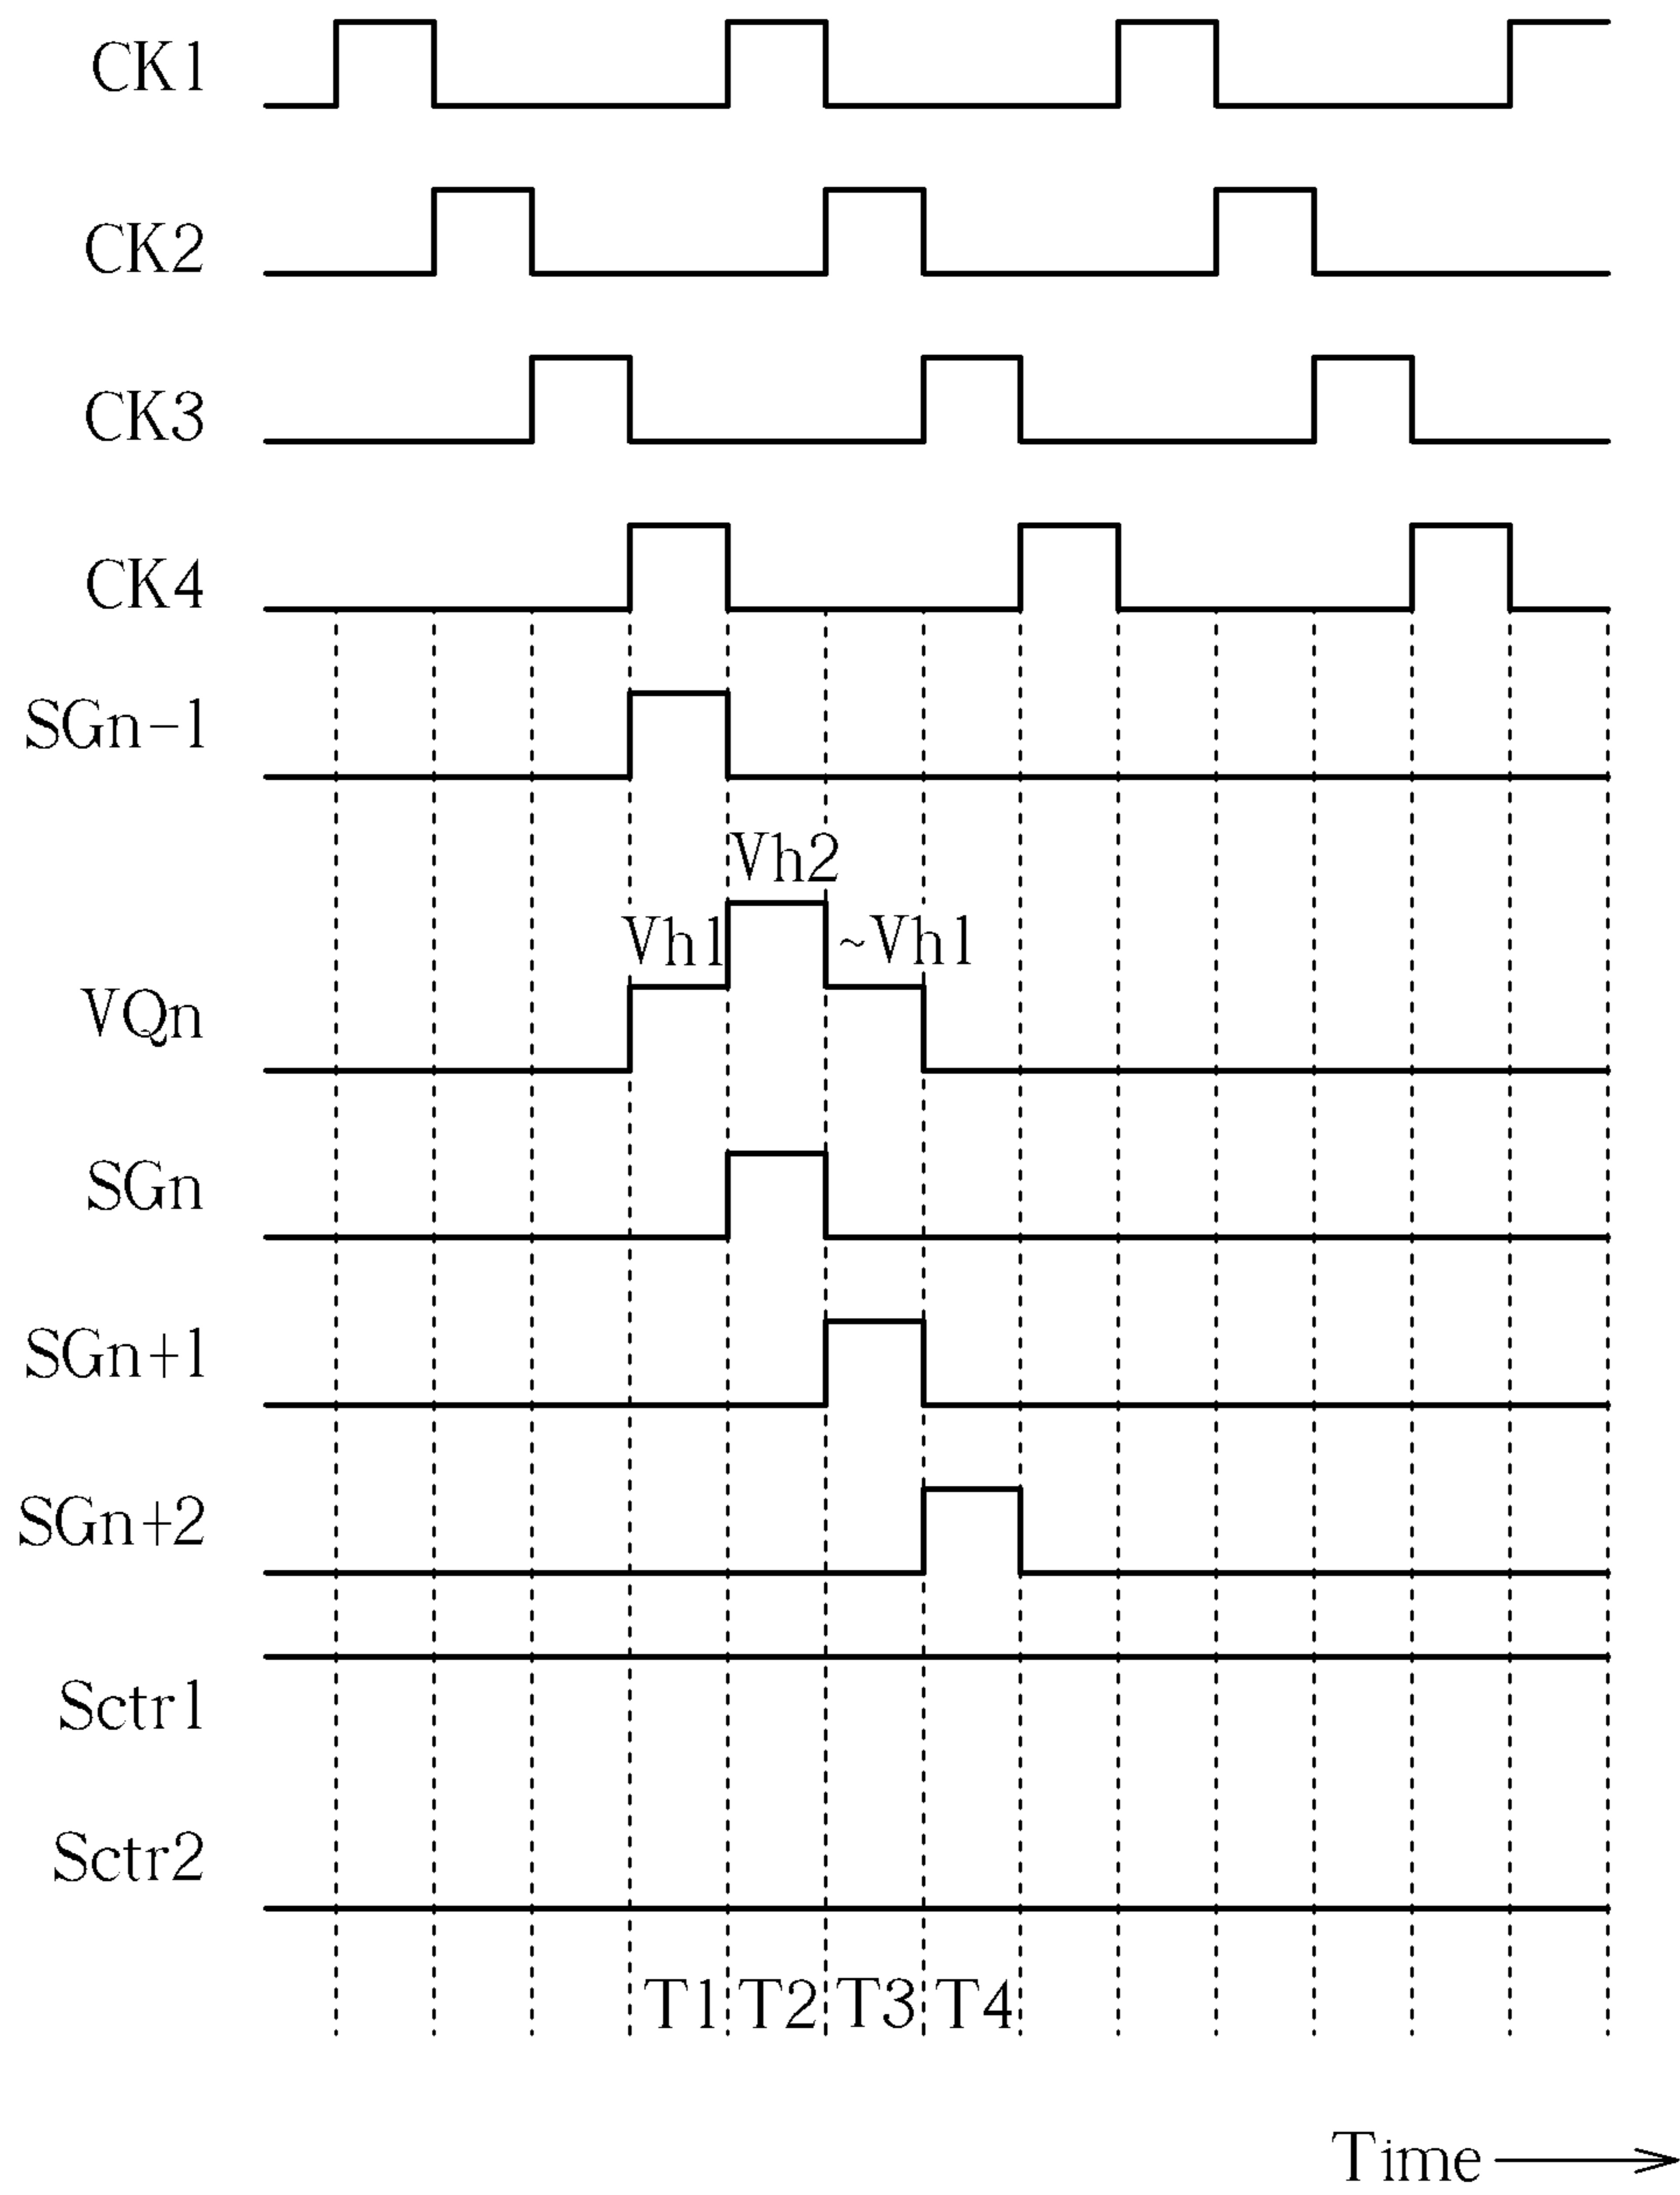 CK1
CK2
CK3
CK4
SGn-1
Vh2
Vh1 ~Vh1
VQn
SGn
SGn+1
SGn+2
Sctr1
Sctr2
T1 T2 T3 T4
Time